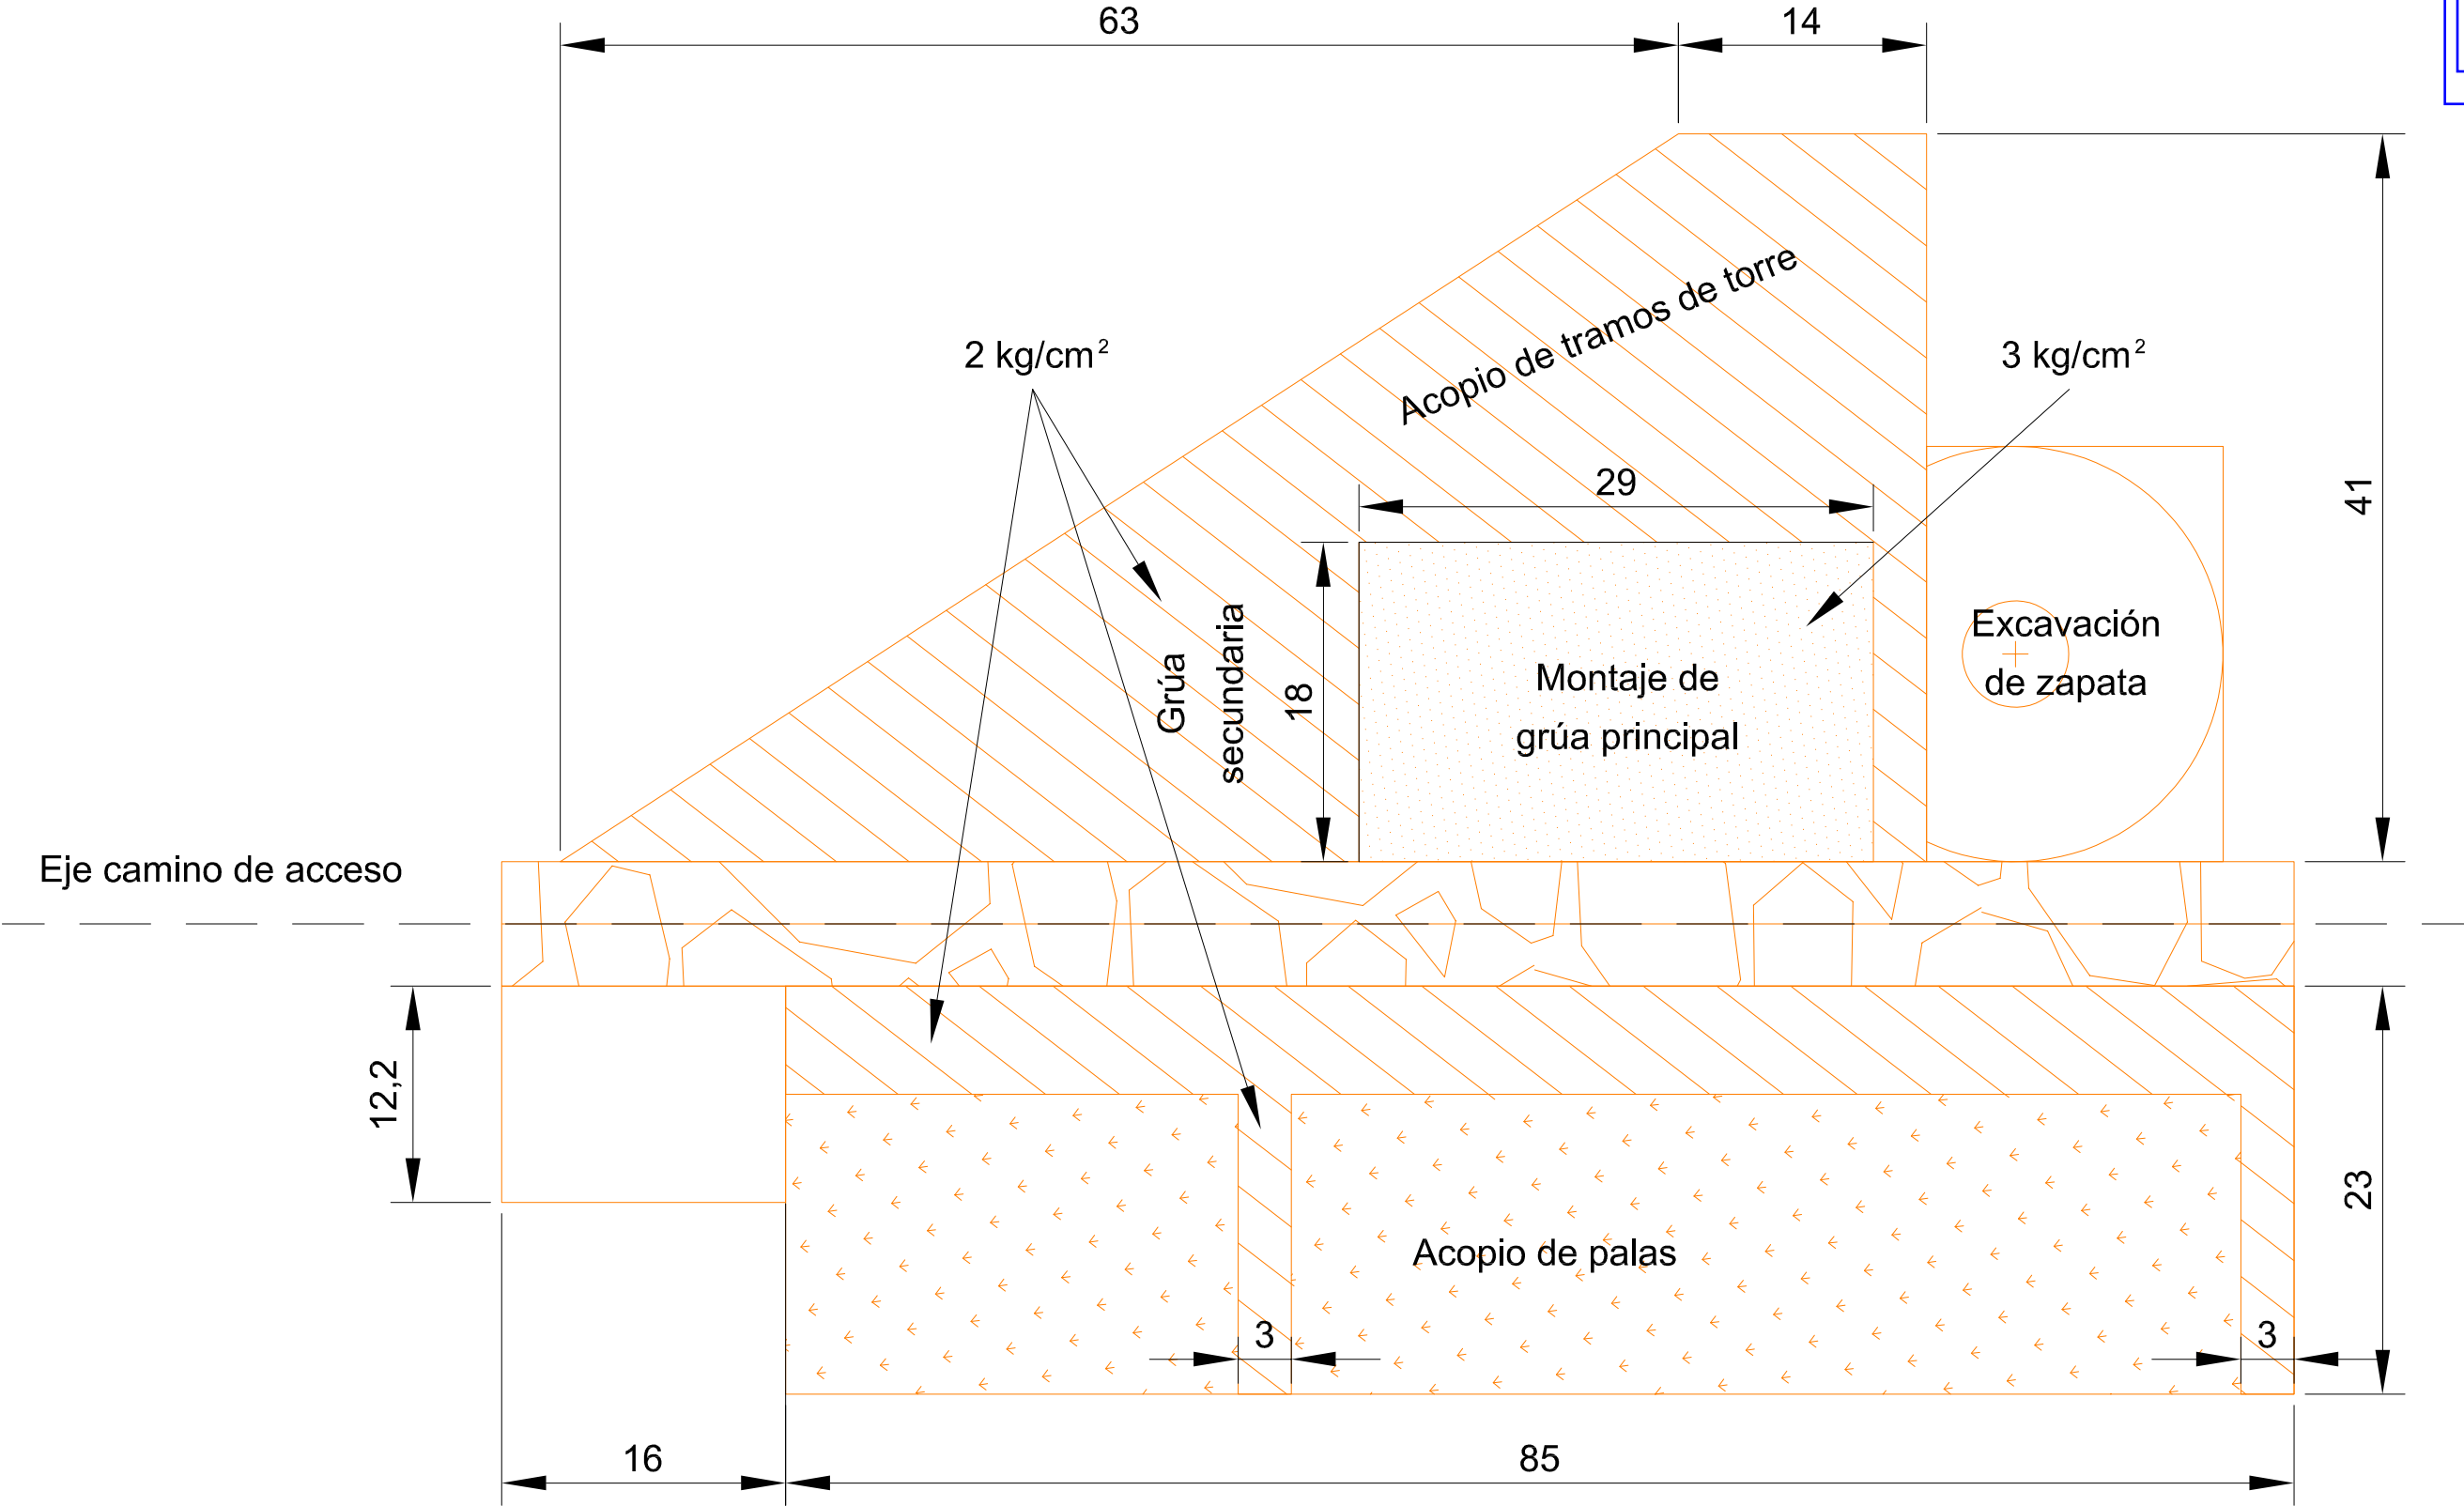 63
14
41
Acopio de tramos de torre
2 kg/cm²
3 kg/cm²
29
18
Grúa
secundaria
Montaje de
grúa principal
Excavación
de zapata
Eje camino de acceso
12,2
23
Acopio de palas
3
3
16
85